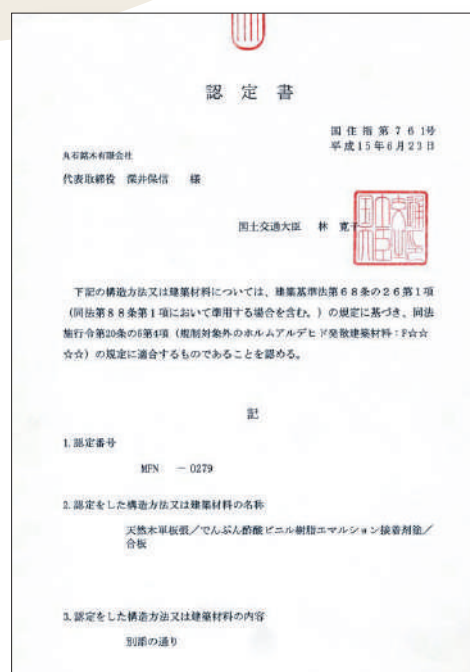 認定書
国住指第761号
平成15年6月23日
丸石銘木有限会社
代表取締役 深井保信 様
国土交通大臣 林 寛子
下記の構造方法又は建築材料については、建築基準法第68条の26第1項
(同法第88条第1項において準用する場合を含む。)の規定に基づき、同法
施行令第20条の5第4項(規制対象外のホルムアルデヒド発散建築材料:F☆☆
☆☆)の規定に適合するものであることを認める。
記
1.認定番号
MFN －0279
2.認定をした構造方法又は建築材料の名称
天然木単板張／でんぷん酢酸ビニル樹脂エマルション接着剤塗／
合板
3.認定をした構造方法又は建築材料の内容
別添の通り